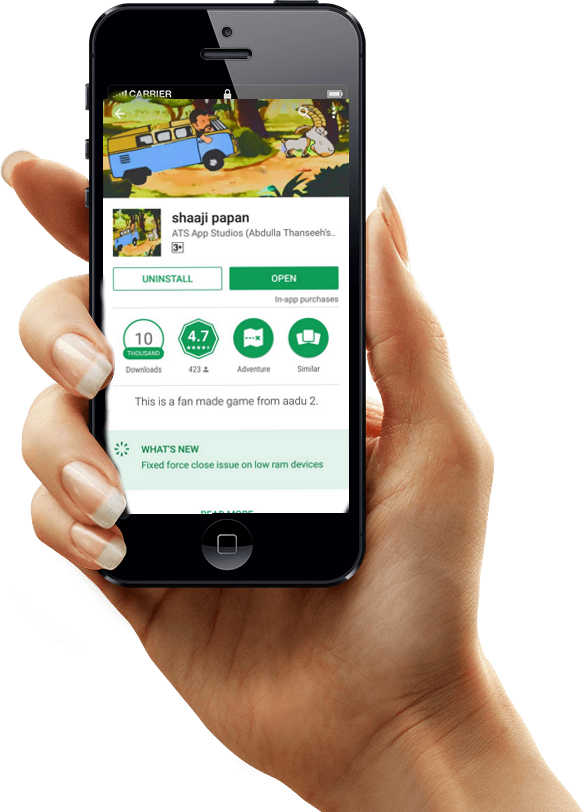 CARRIER
shaaji papan
ATS App Studios (Abdulla Thanseeh's..
3+
UNINSTALL
OPEN
In-app purchases
10
THOUSAND
4.7
Downloads
423
Adventure
Similar
This is a fan made game from aadu 2.
WHAT'S NEW
Fixed force close issue on low ram devices
READ MORE